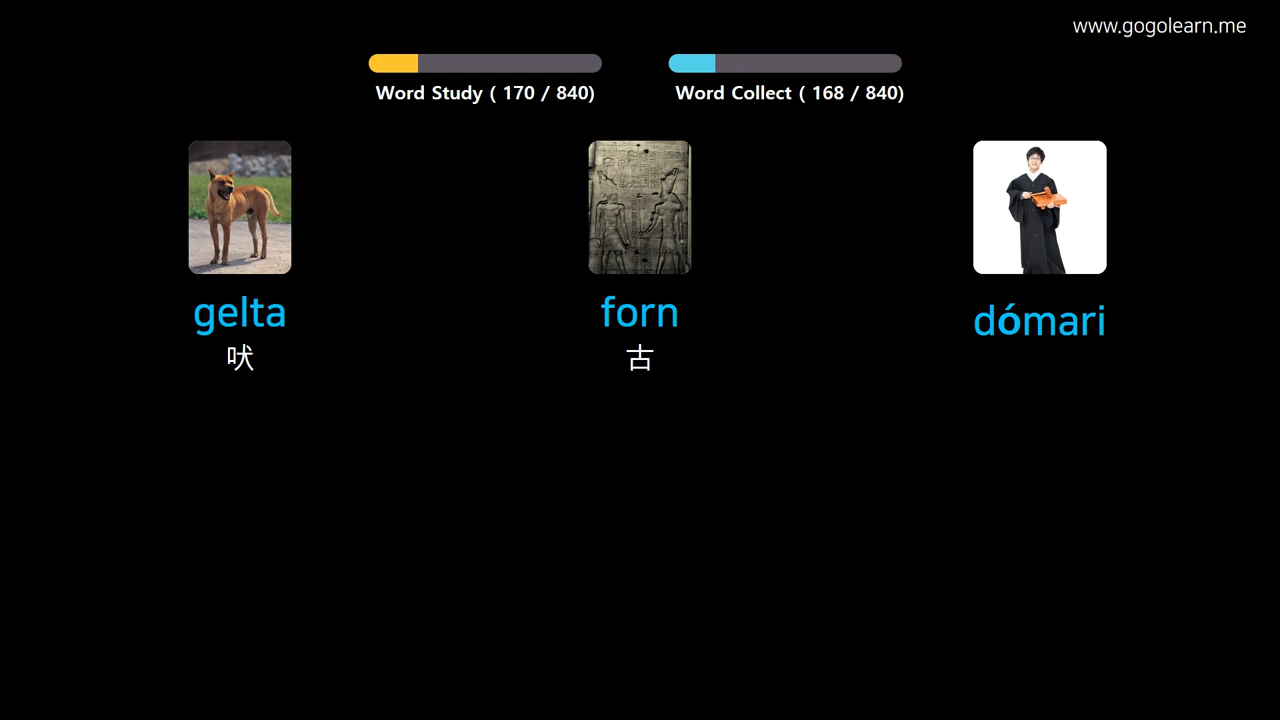 www.gogolearn.me
Word Study ( 170 / 840)
Word Collect ( 168 / 840)
gelta
forn
dómari
吠
古